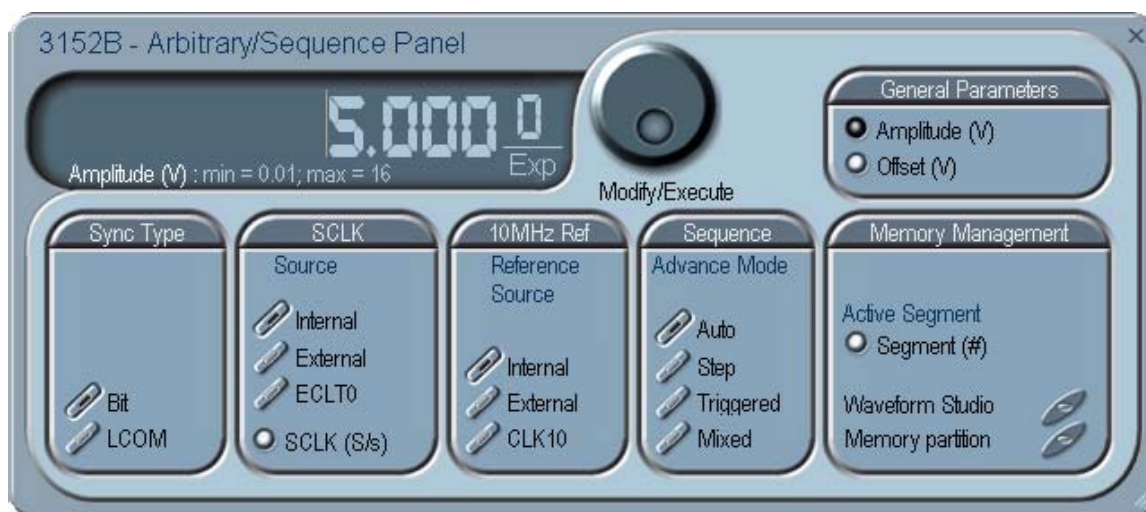 3152B - Arbitrary/Sequence Panel
5.000 0
Exp
Amplitude (V) : min = 0.01; max = 16
Modify/Execute
General Parameters
Amplitude (V)
Offset (V)
Sync Type
Bit
LCOM
SCLK
Source
Internal
External
ECLT0
SCLK (S/s)
10MHz Ref
Reference
Source
Internal
External
CLK10
Sequence
Advance Mode
Auto
Step
Triggered
Mixed
Memory Management
Active Segment
Segment (#)
Waveform Studio
Memory partition